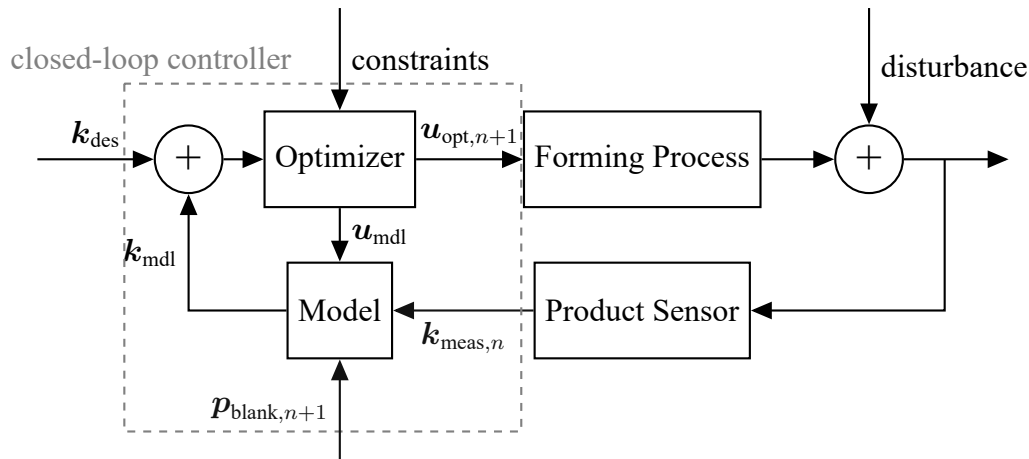 closed-loop controller
constraints
disturbance
k_des
+
Optimizer
u_opt,n+1
Forming Process
+
u_mdl
k_mdl
Model
k_meas,n
Product Sensor
p_blank,n+1